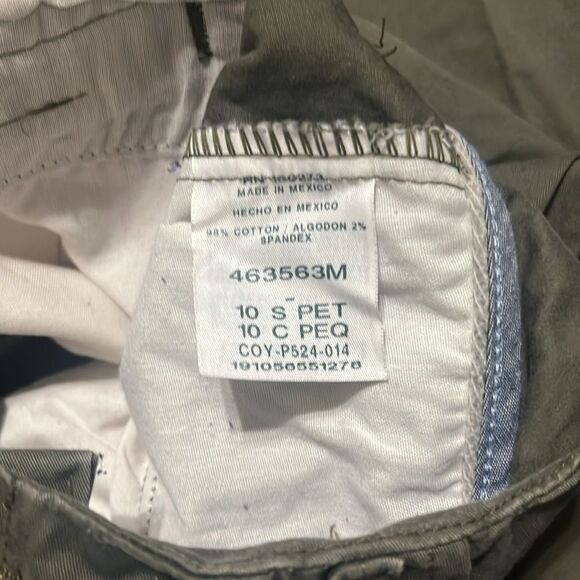 MADE IN MEXICO
HECHO EN MEXICO
98% COTTON / ALGODON 2%
SPANDEX
463563M
-
10 S PET
10 C PEQ
COY-P524-014
191056551278